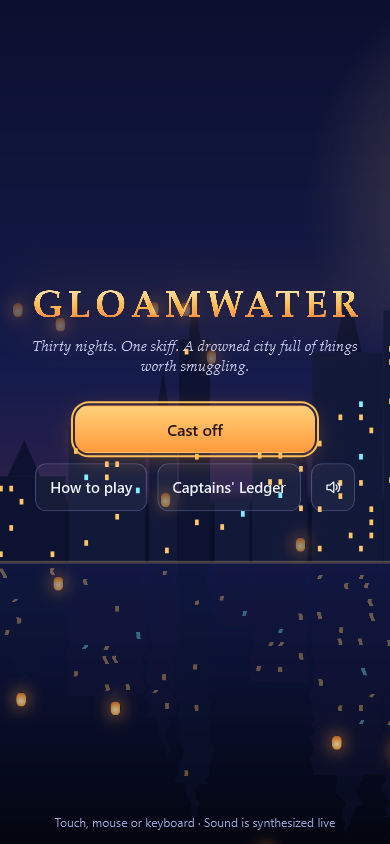 GLOAMWATER
Thirty nights. One skiff. A drowned city full of things
worth smuggling.
Cast off
How to play
Captains' Ledger
Touch, mouse or keyboard · Sound is synthesized live